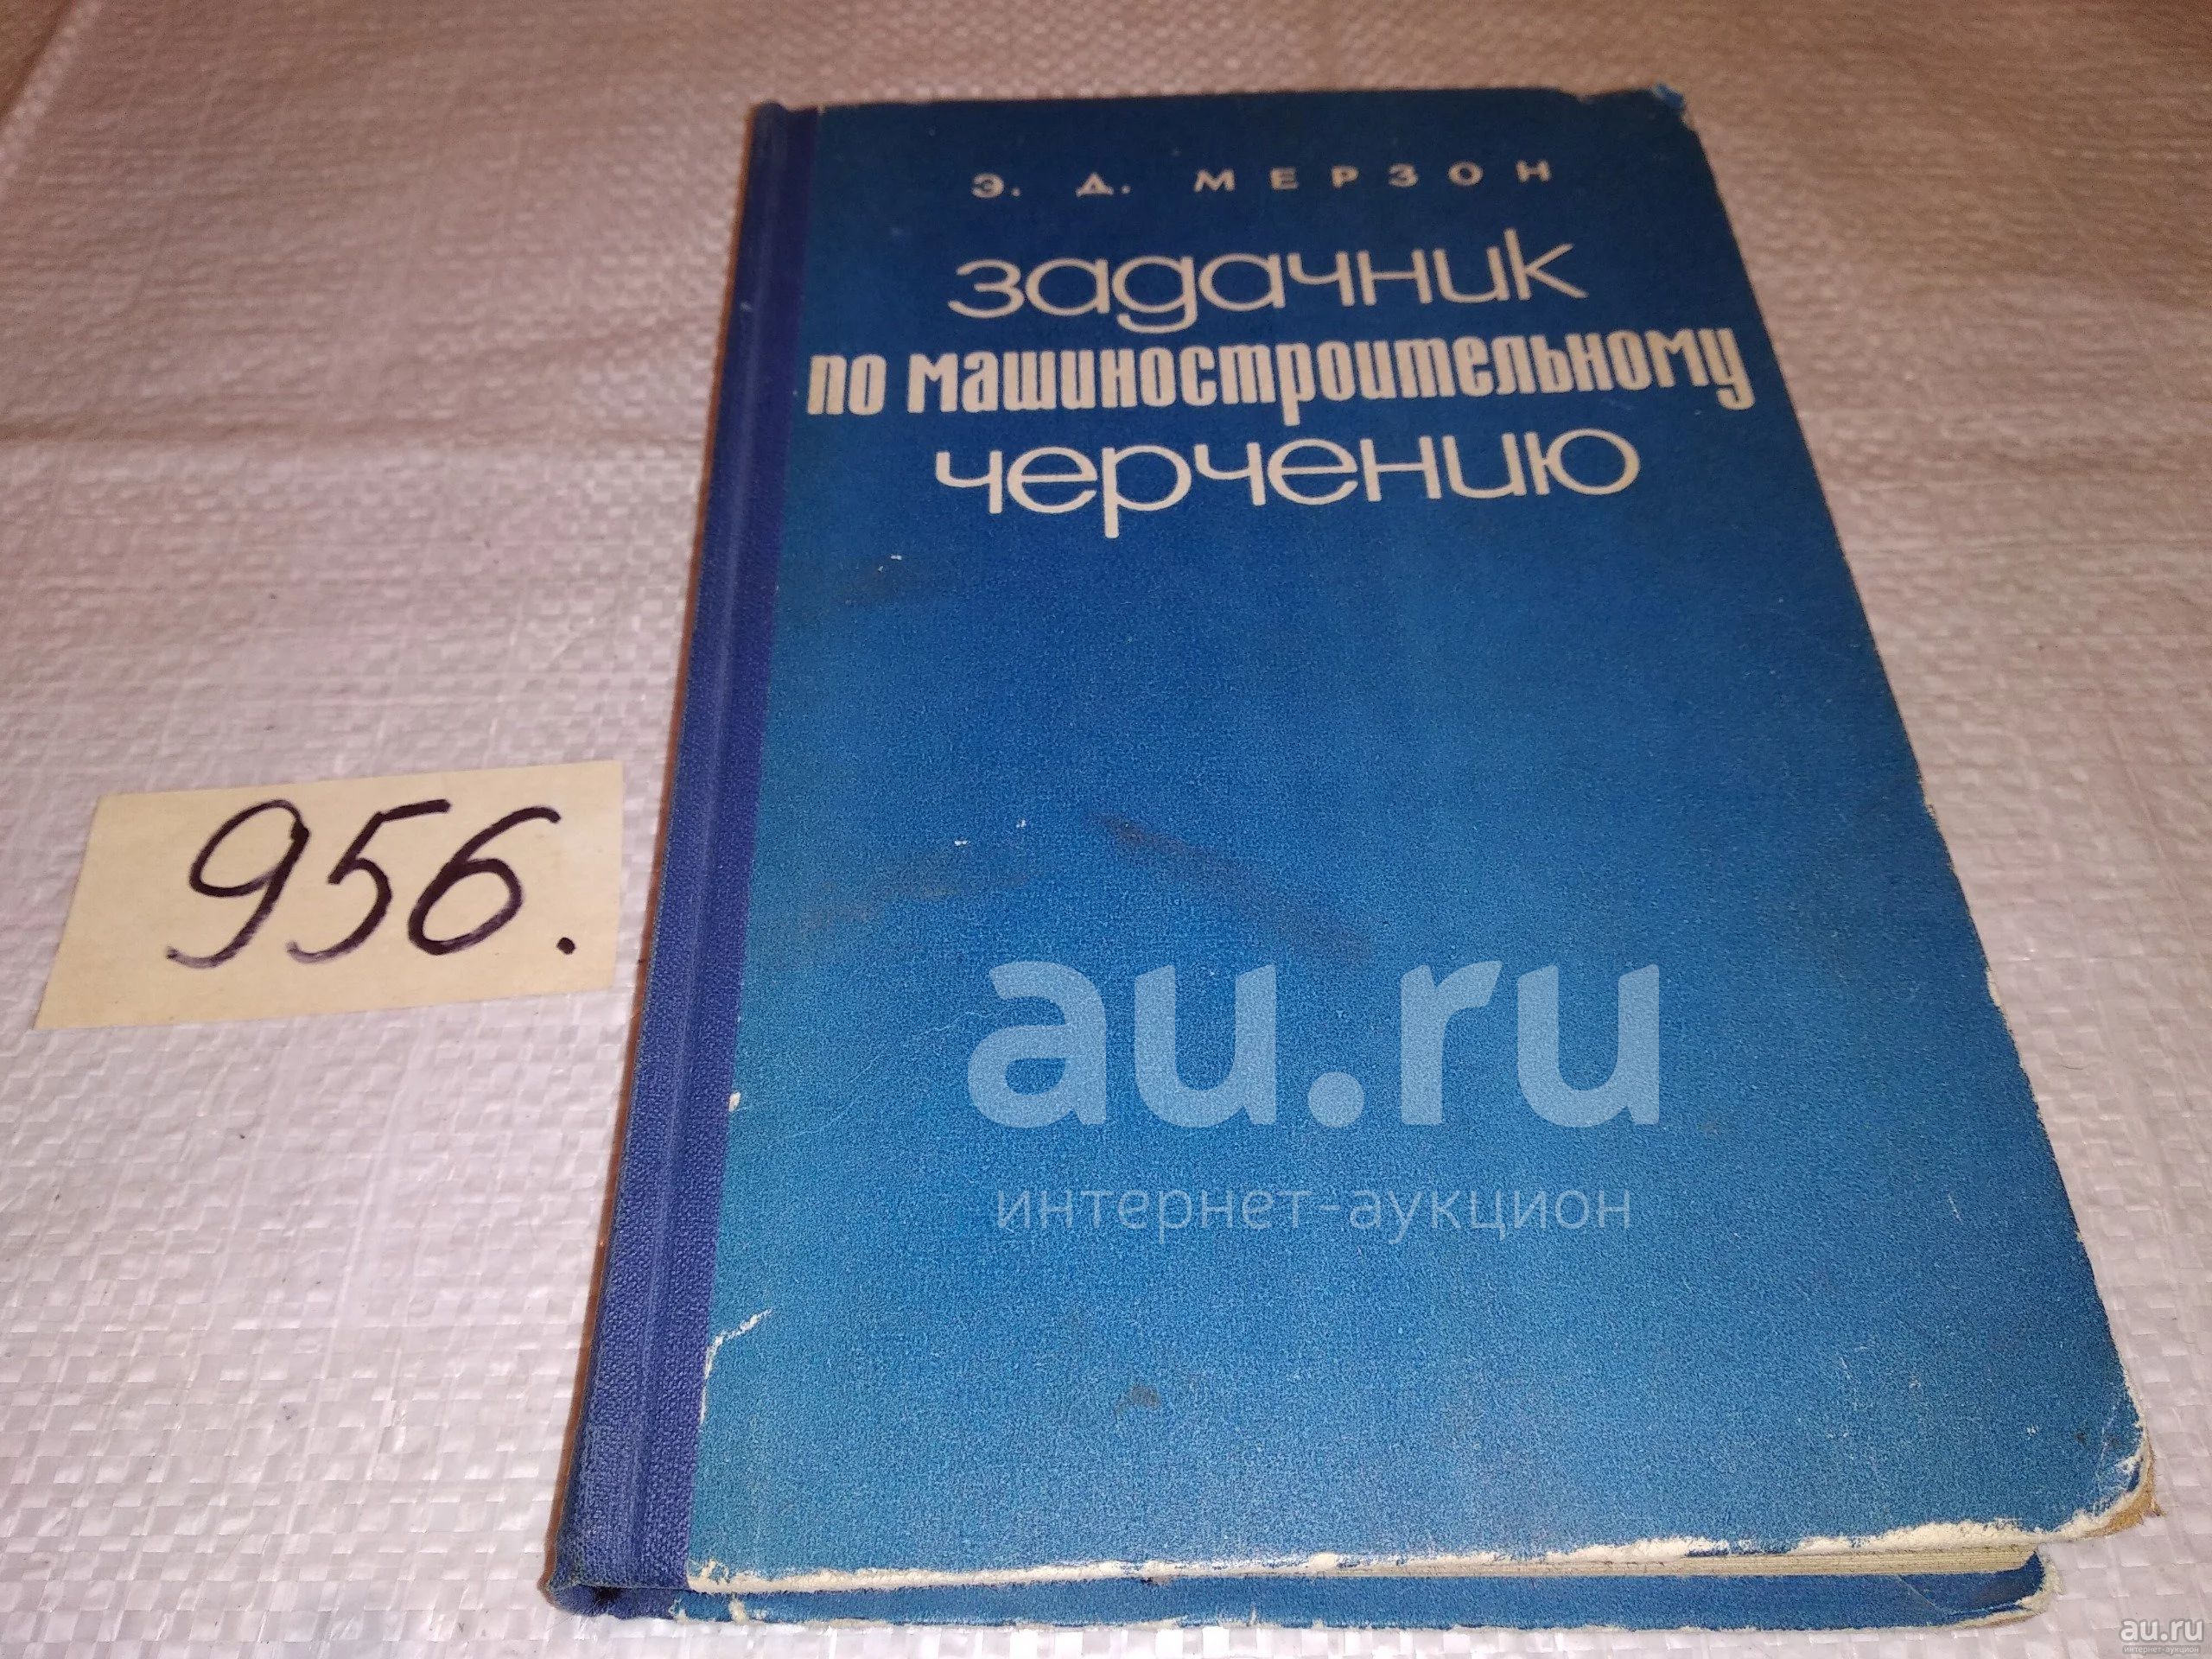 Э. Д. МЕРЗОН
задачник
по машиностроительному
черчению
956.
au.ru
интернет-аукцион
au.ru
интернет-аукцион